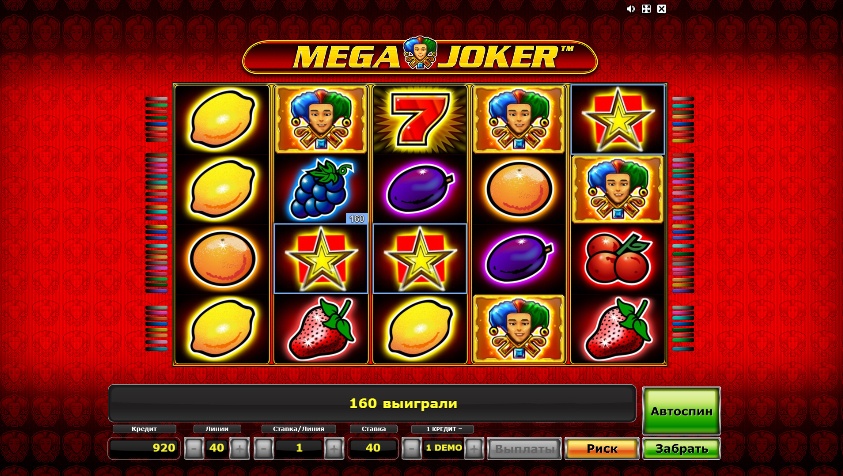 MEGA JOKER™
7
160
160 выиграли
Автоспин
Кредит Линии Ставка/Линия Ставка 1 КРЕДИТ =
920 - 40 + - 1 + 40 - 1 DEMO + Выплаты Риск Забрать